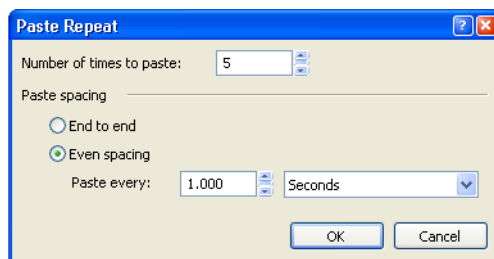 Paste Repeat
Number of times to paste: 5
Paste spacing
End to end
Even spacing
Paste every: 1.000 Seconds
OK Cancel